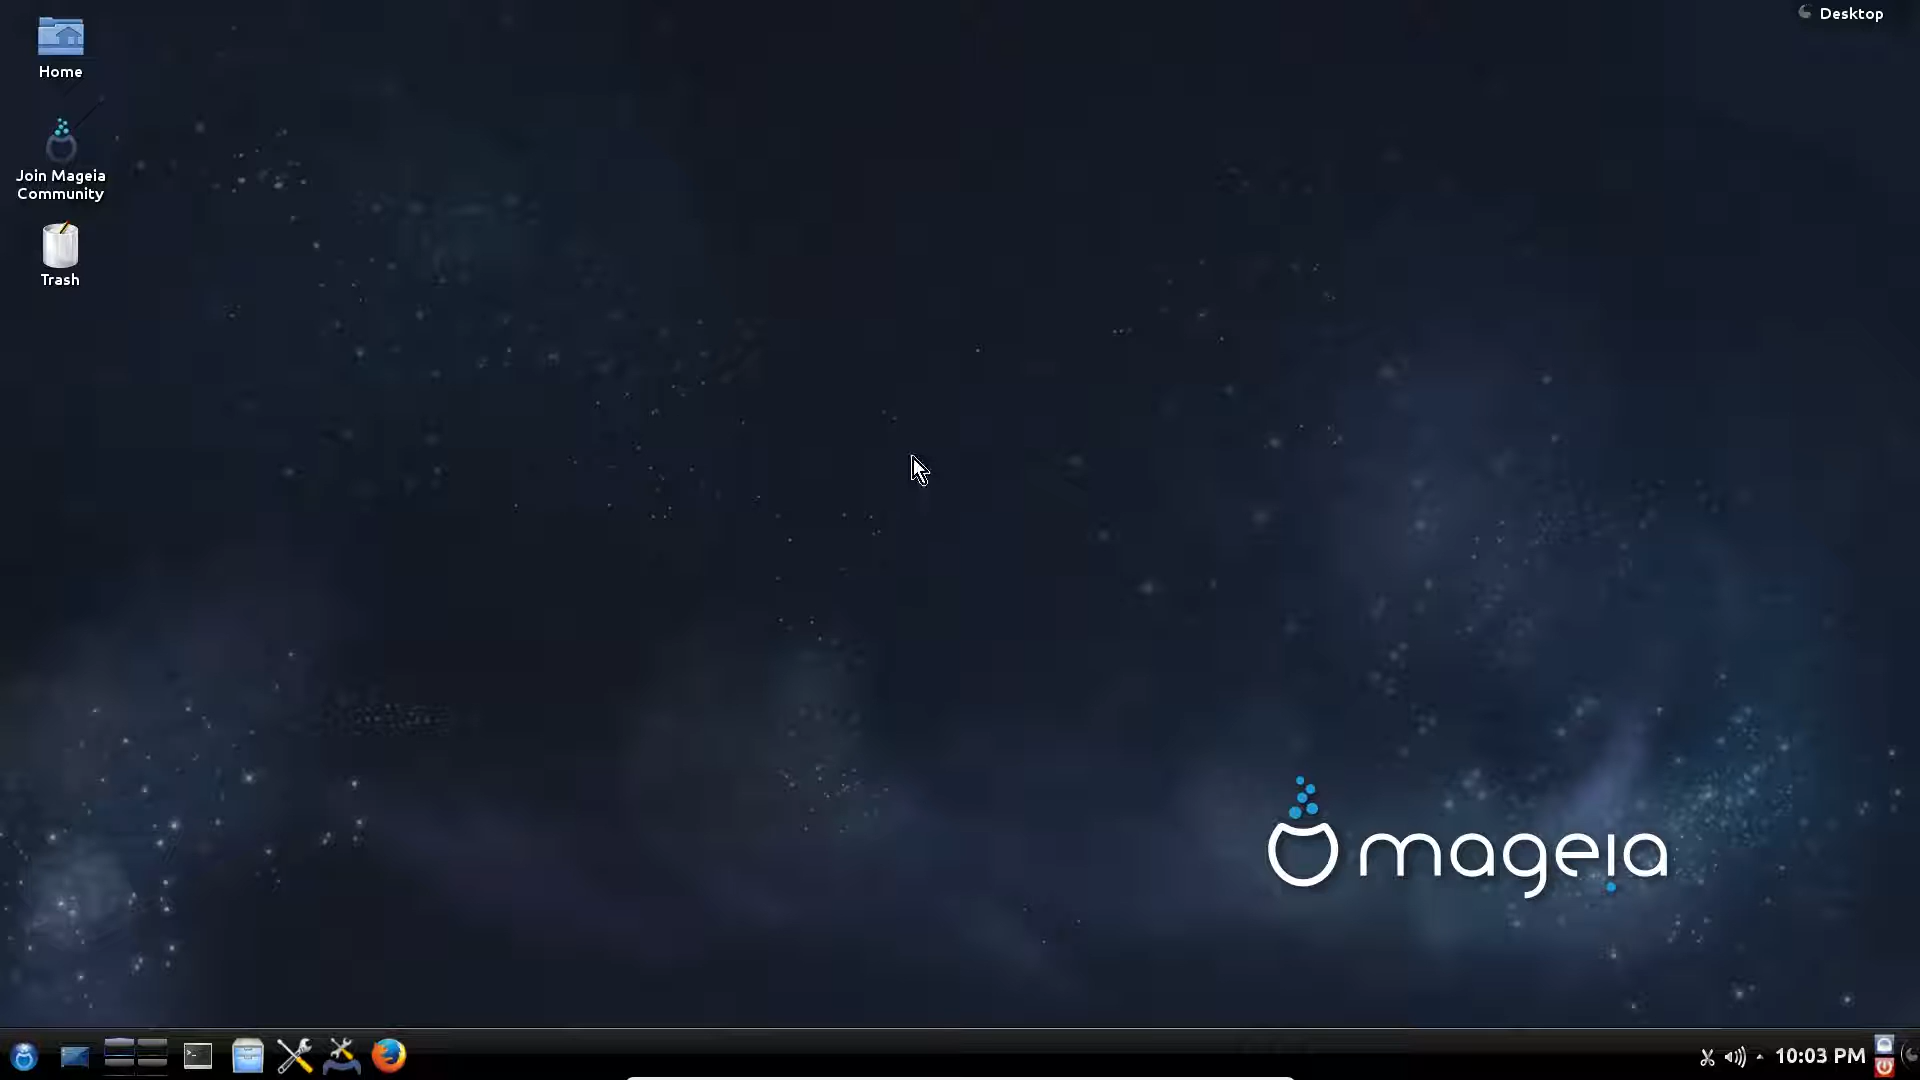 Desktop
Home
Join Mageia
Community
Trash
mageia
10:03 PM